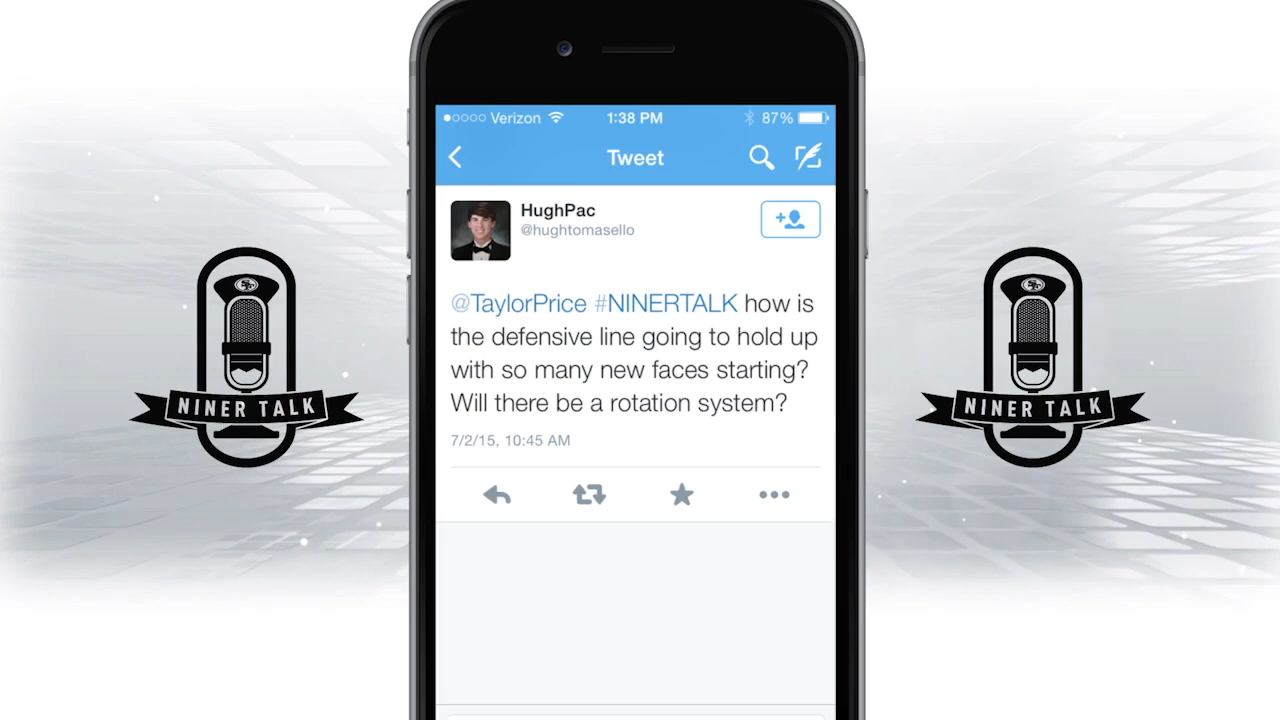 Verizon 1:38 PM 87%
Tweet
HughPac
@hughtomasello
@TaylorPrice #NINERTALK how is
the defensive line going to hold up
with so many new faces starting?
Will there be a rotation system?
7/2/15, 10:45 AM
NINER TALK
NINER TALK